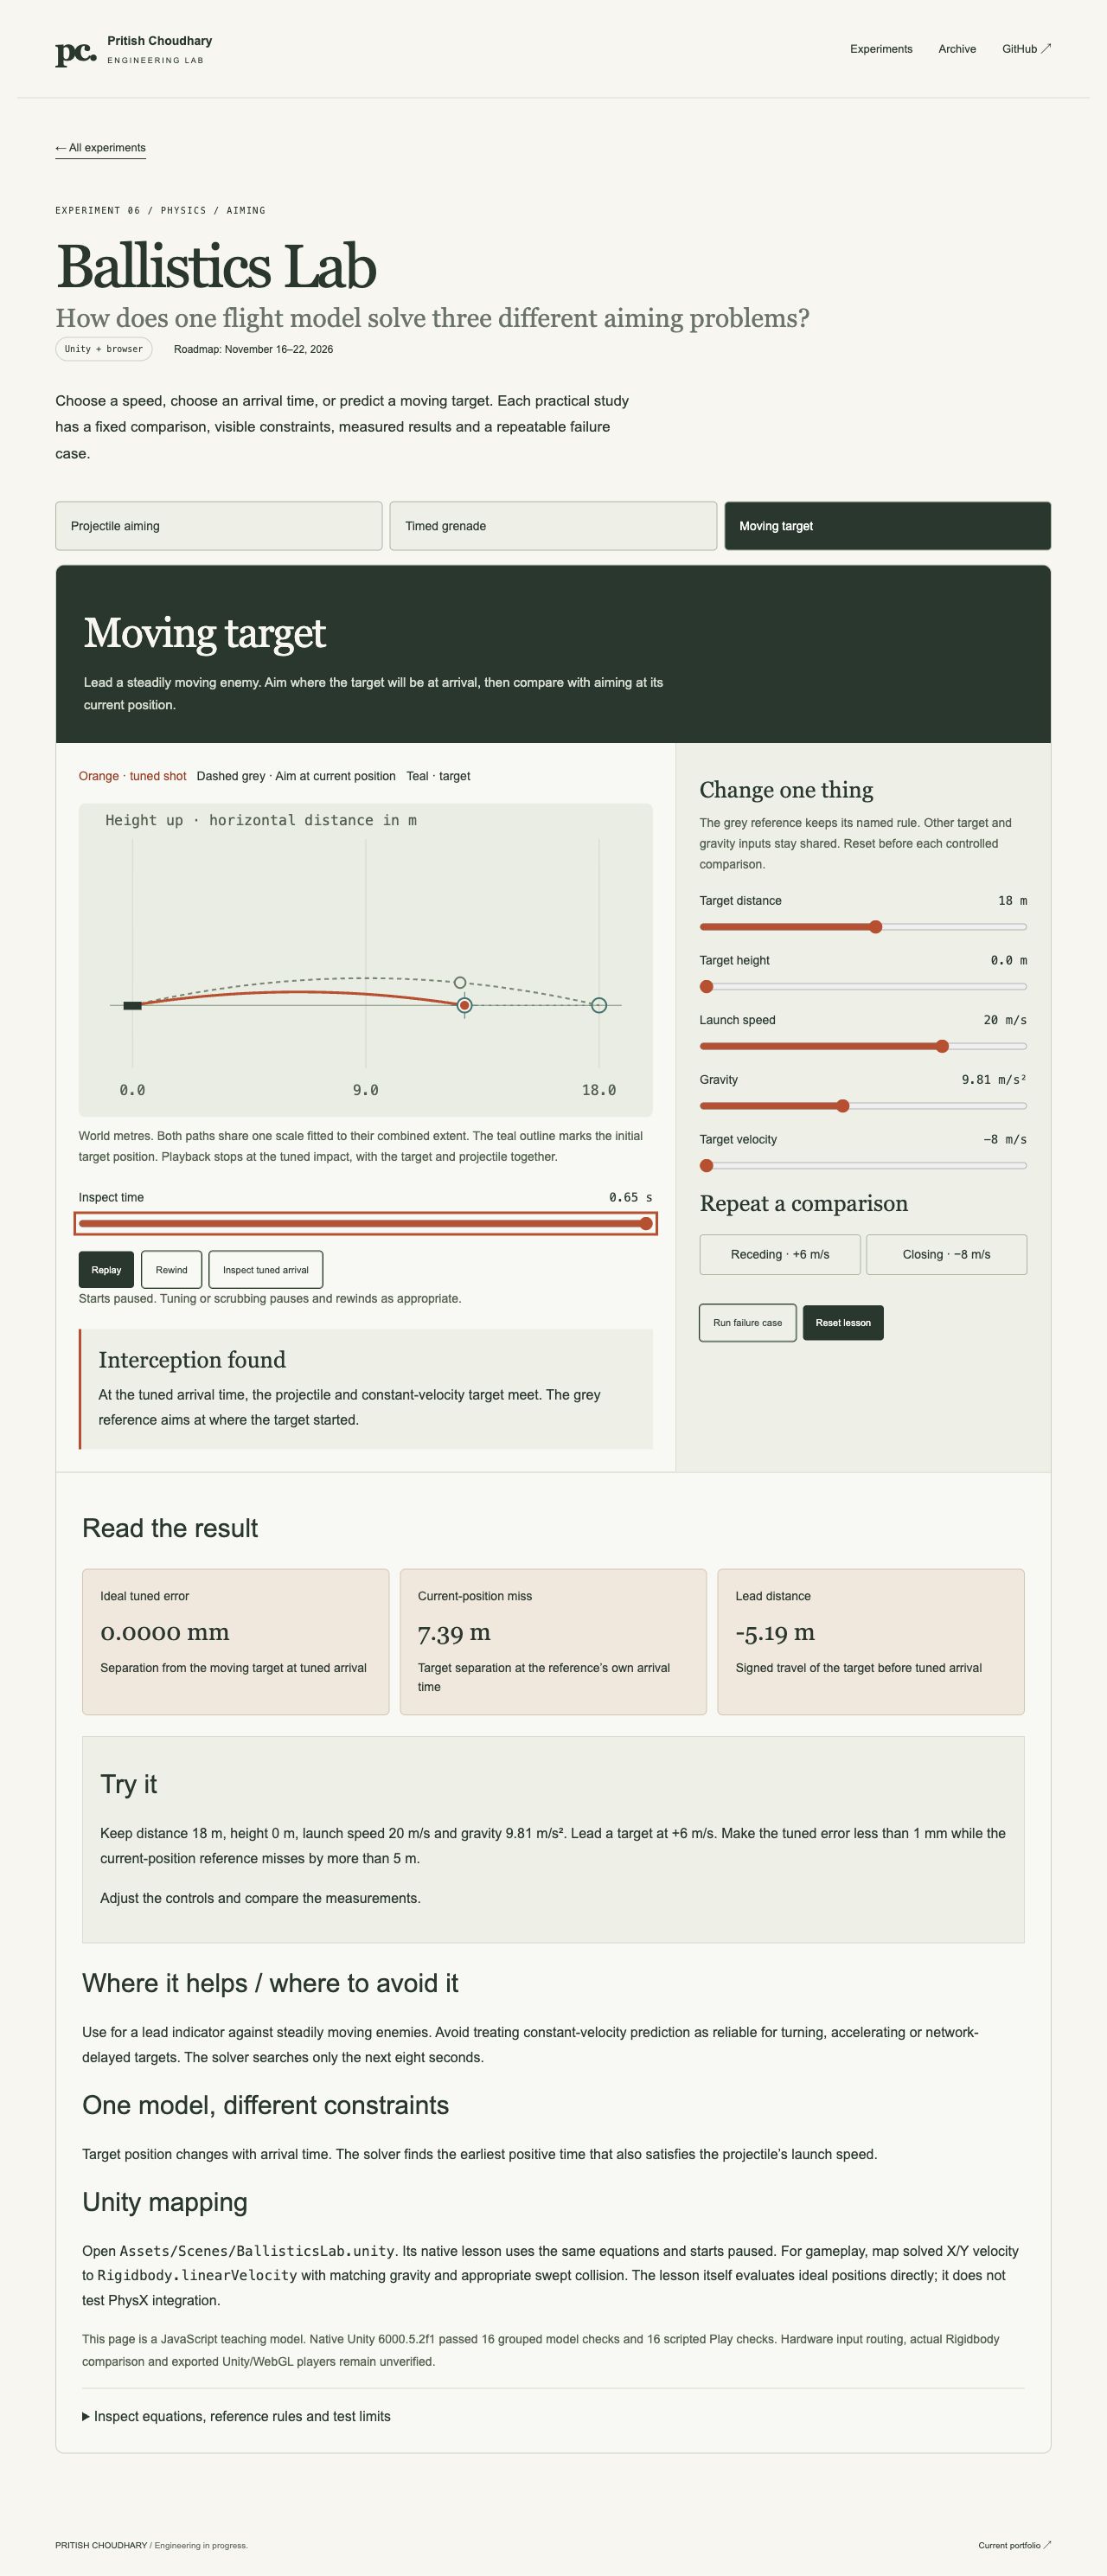 pc.
Pritish Choudhary
ENGINEERING LAB
Experiments
Archive
GitHub ↗
← All experiments
EXPERIMENT 06 / PHYSICS / AIMING
Ballistics Lab
How does one flight model solve three different aiming problems?
Unity + browser
Roadmap: November 16–22, 2026
Choose a speed, choose an arrival time, or predict a moving target. Each practical study
has a fixed comparison, visible constraints, measured results and a repeatable failure
case.
Projectile aiming
Timed grenade
Moving target
Moving target
Lead a steadily moving enemy. Aim where the target will be at arrival, then compare with aiming at its
current position.
Orange · tuned shot
Dashed grey · Aim at current position
Teal · target
Height up · horizontal distance in m
0.0
9.0
18.0
World metres. Both paths share one scale fitted to their combined extent. The teal outline marks the initial
target position. Playback stops at the tuned impact, with the target and projectile together.
Inspect time
0.65 s
Replay
Rewind
Inspect tuned arrival
Starts paused. Tuning or scrubbing pauses and rewinds as appropriate.
Interception found
At the tuned arrival time, the projectile and constant-velocity target meet. The grey
reference aims at where the target started.
Change one thing
The grey reference keeps its named rule. Other target and
gravity inputs stay shared. Reset before each controlled
comparison.
Target distance
18 m
Target height
0.0 m
Launch speed
20 m/s
Gravity
9.81 m/s²
Target velocity
−8 m/s
Repeat a comparison
Receding · +6 m/s
Closing · −8 m/s
Run failure case
Reset lesson
Read the result
Ideal tuned error
0.0000 mm
Separation from the moving target at tuned arrival
Current-position miss
7.39 m
Target separation at the reference's own arrival
time
Lead distance
-5.19 m
Signed travel of the target before tuned arrival
Try it
Keep distance 18 m, height 0 m, launch speed 20 m/s and gravity 9.81 m/s². Lead a target at +6 m/s. Make the tuned error less than 1 mm while the
current-position reference misses by more than 5 m.
Adjust the controls and compare the measurements.
Where it helps / where to avoid it
Use for a lead indicator against steadily moving enemies. Avoid treating constant-velocity prediction as reliable for turning, accelerating or network-
delayed targets. The solver searches only the next eight seconds.
One model, different constraints
Target position changes with arrival time. The solver finds the earliest positive time that also satisfies the projectile's launch speed.
Unity mapping
Open Assets/Scenes/BallisticsLab.unity. Its native lesson uses the same equations and starts paused. For gameplay, map solved X/Y velocity
to Rigidbody.linearVelocity with matching gravity and appropriate swept collision. The lesson itself evaluates ideal positions directly; it does not
test PhysX integration.
This page is a JavaScript teaching model. Native Unity 6000.5.2f1 passed 16 grouped model checks and 16 scripted Play checks. Hardware input routing, actual Rigidbody
comparison and exported Unity/WebGL players remain unverified.
▶ Inspect equations, reference rules and test limits
PRITISH CHOUDHARY / Engineering in progress.
Current portfolio ↗